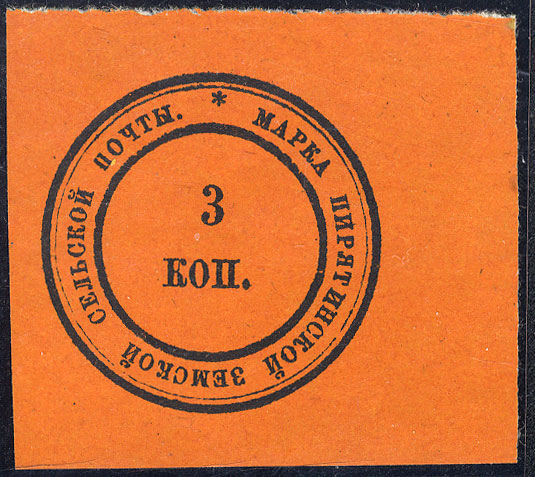 * МАРКА ПИРЯТИНСКОЙ ЗЕМСКОЙ СЕЛЬСКОЙ ПОЧТЫ.
3
КОП.